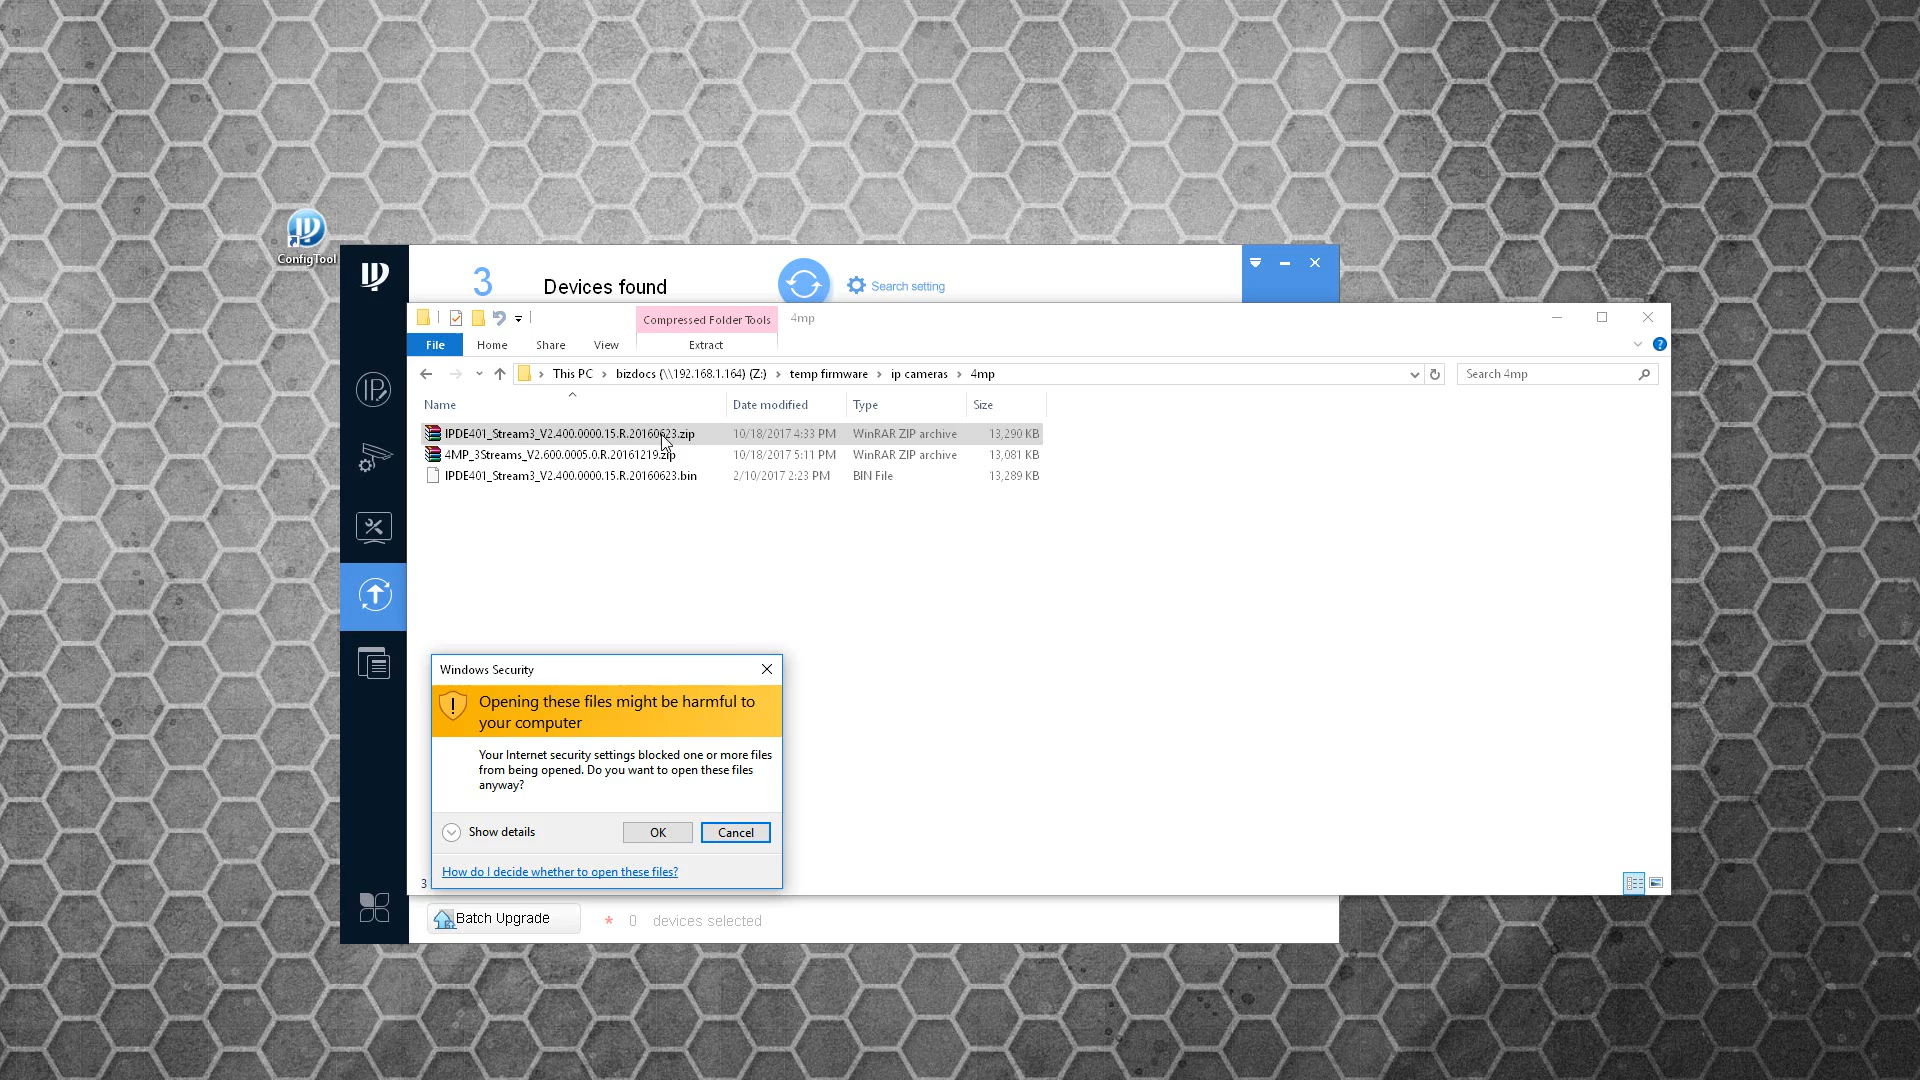 ConfigTool
3 Devices found
Search setting
Compressed Folder Tools
4mp
File
Home
Share
View
Extract
This PC
bizdocs (\\192.168.1.164) (Z:)
temp firmware
ip cameras
4mp
Search 4mp
Name
Date modified
Type
Size
IPDE401_Stream3_V2.400.0000.15.R.20160623.zip 10/18/2017 4:33 PM WinRAR ZIP archive 13,290 KB
4MP_3Streams_V2.600.0005.0.R.20161219.zip 10/18/2017 5:11 PM WinRAR ZIP archive 13,081 KB
IPDE401_Stream3_V2.400.0000.15.R.20160623.bin 2/10/2017 2:23 PM BIN File 13,289 KB
Windows Security
Opening these files might be harmful to
your computer
Your Internet security settings blocked one or more files
from being opened. Do you want to open these files
anyway?
Show details
OK
Cancel
How do I decide whether to open these files?
3
Batch Upgrade
* 0 devices selected